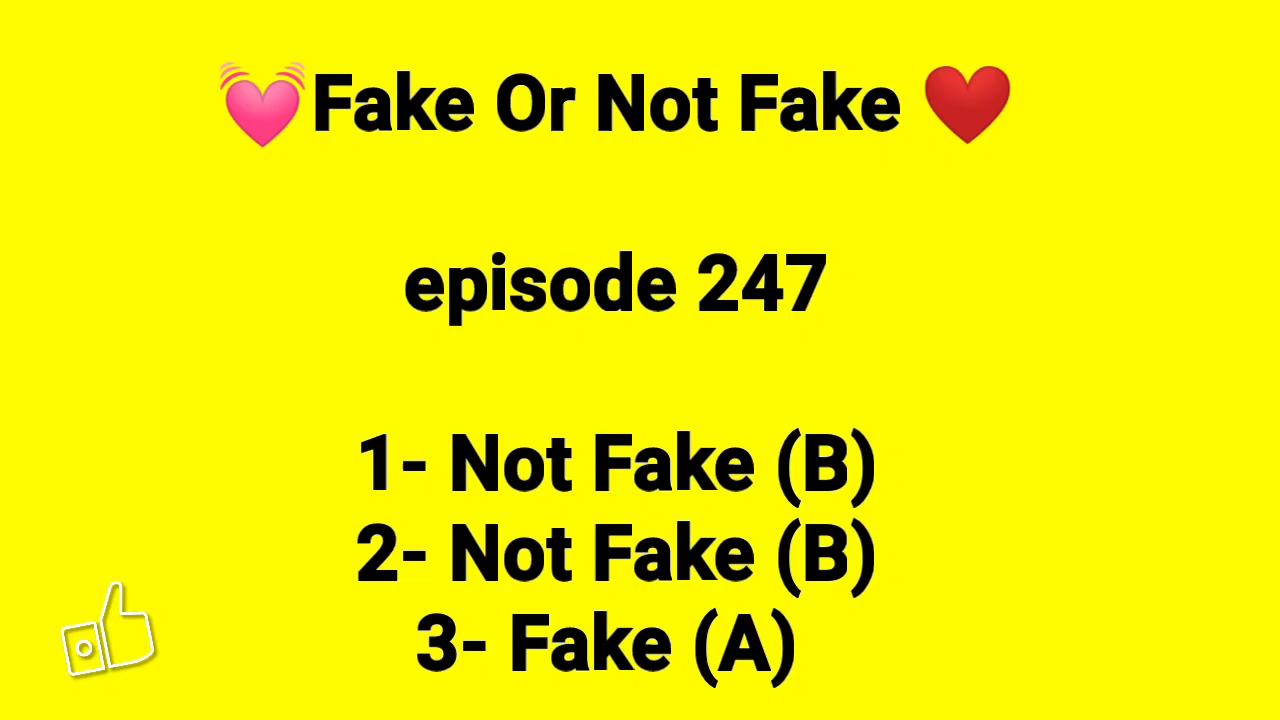 💓Fake Or Not Fake ❤️
episode 247
1- Not Fake (B)
2- Not Fake (B)
3- Fake (A)